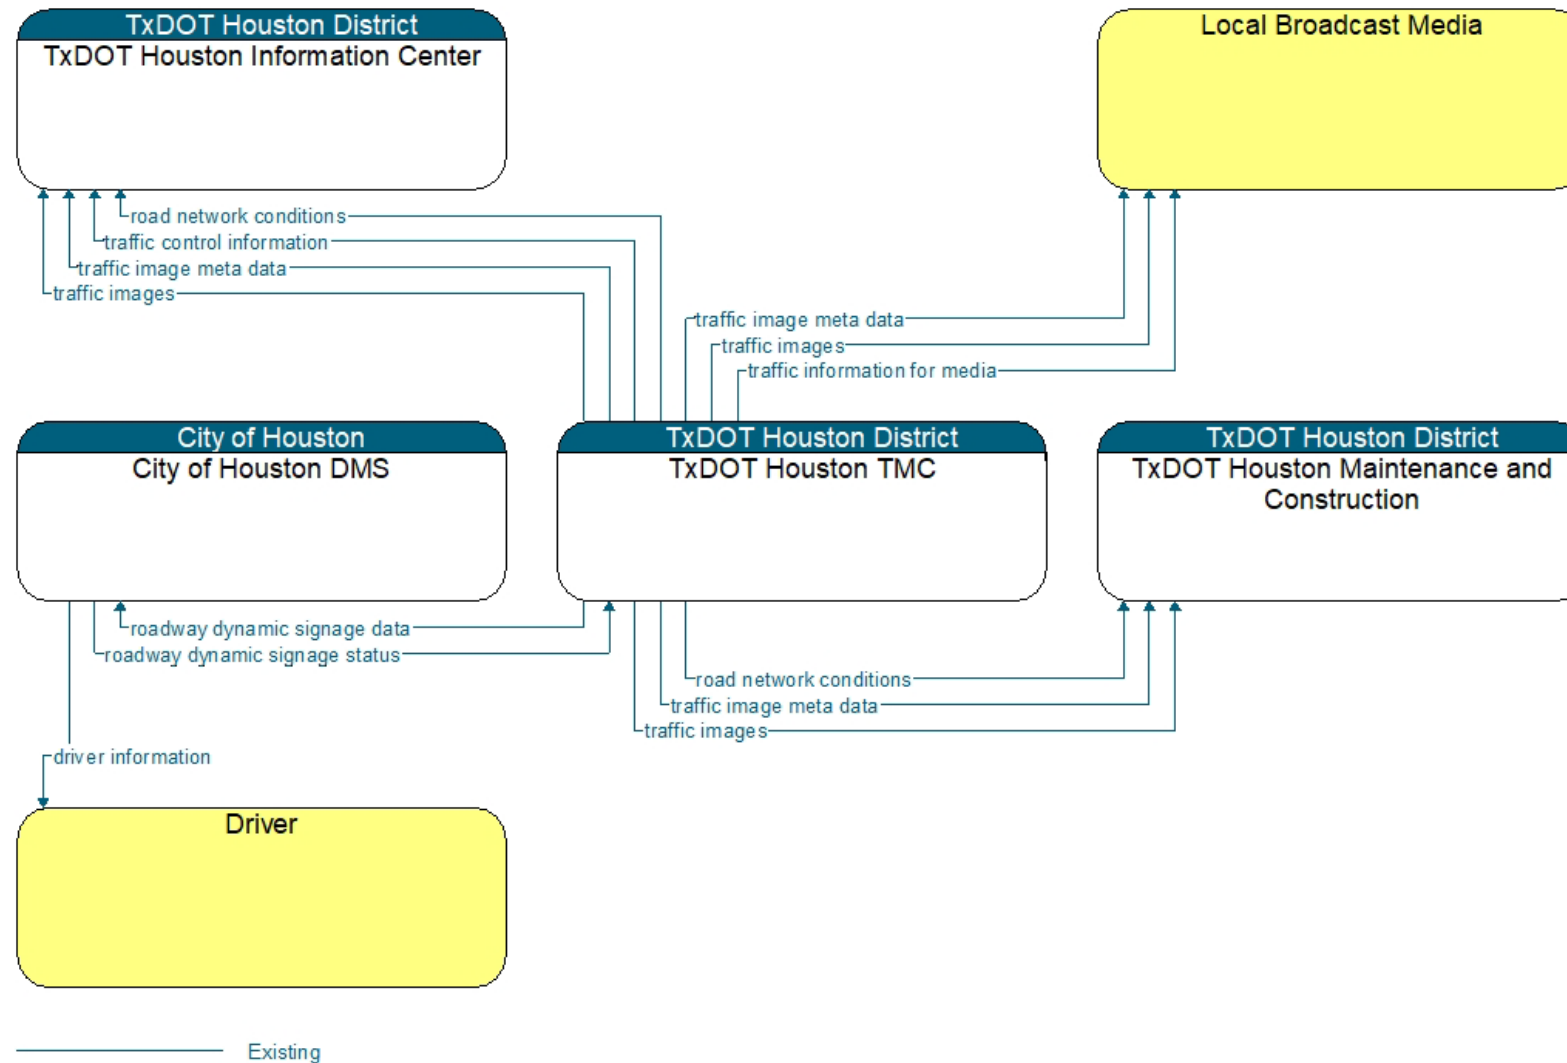 TxDOT Houston District
TxDOT Houston Information Center
Local Broadcast Media
road network conditions
traffic control information
traffic image meta data
traffic images
traffic image meta data
traffic images
traffic information for media
City of Houston
City of Houston DMS
TxDOT Houston District
TxDOT Houston TMC
TxDOT Houston District
TxDOT Houston Maintenance and
Construction
roadway dynamic signage data
roadway dynamic signage status
road network conditions
traffic image meta data
traffic images
driver information
Driver
Existing